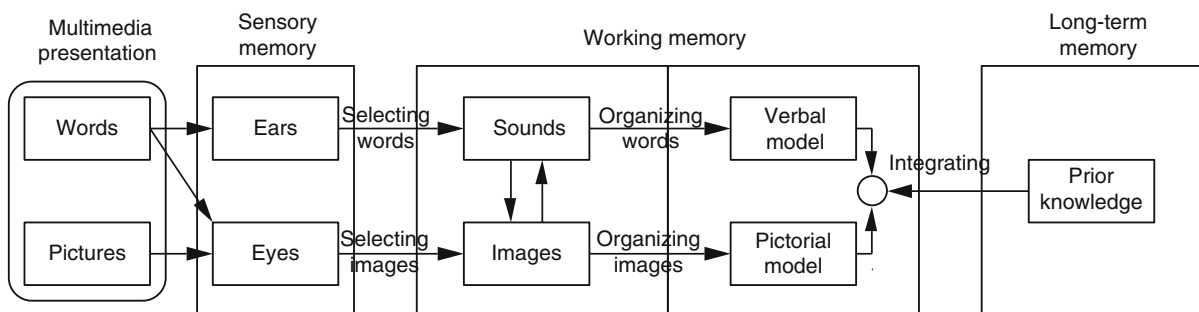 Multimedia
presentation
Sensory
memory
Working memory
Long-term
memory
Words
Ears
Selecting
words
Sounds
Organizing
words
Verbal
model
Integrating
Prior
knowledge
Pictures
Eyes
Selecting
images
Images
Organizing
images
Pictorial
model